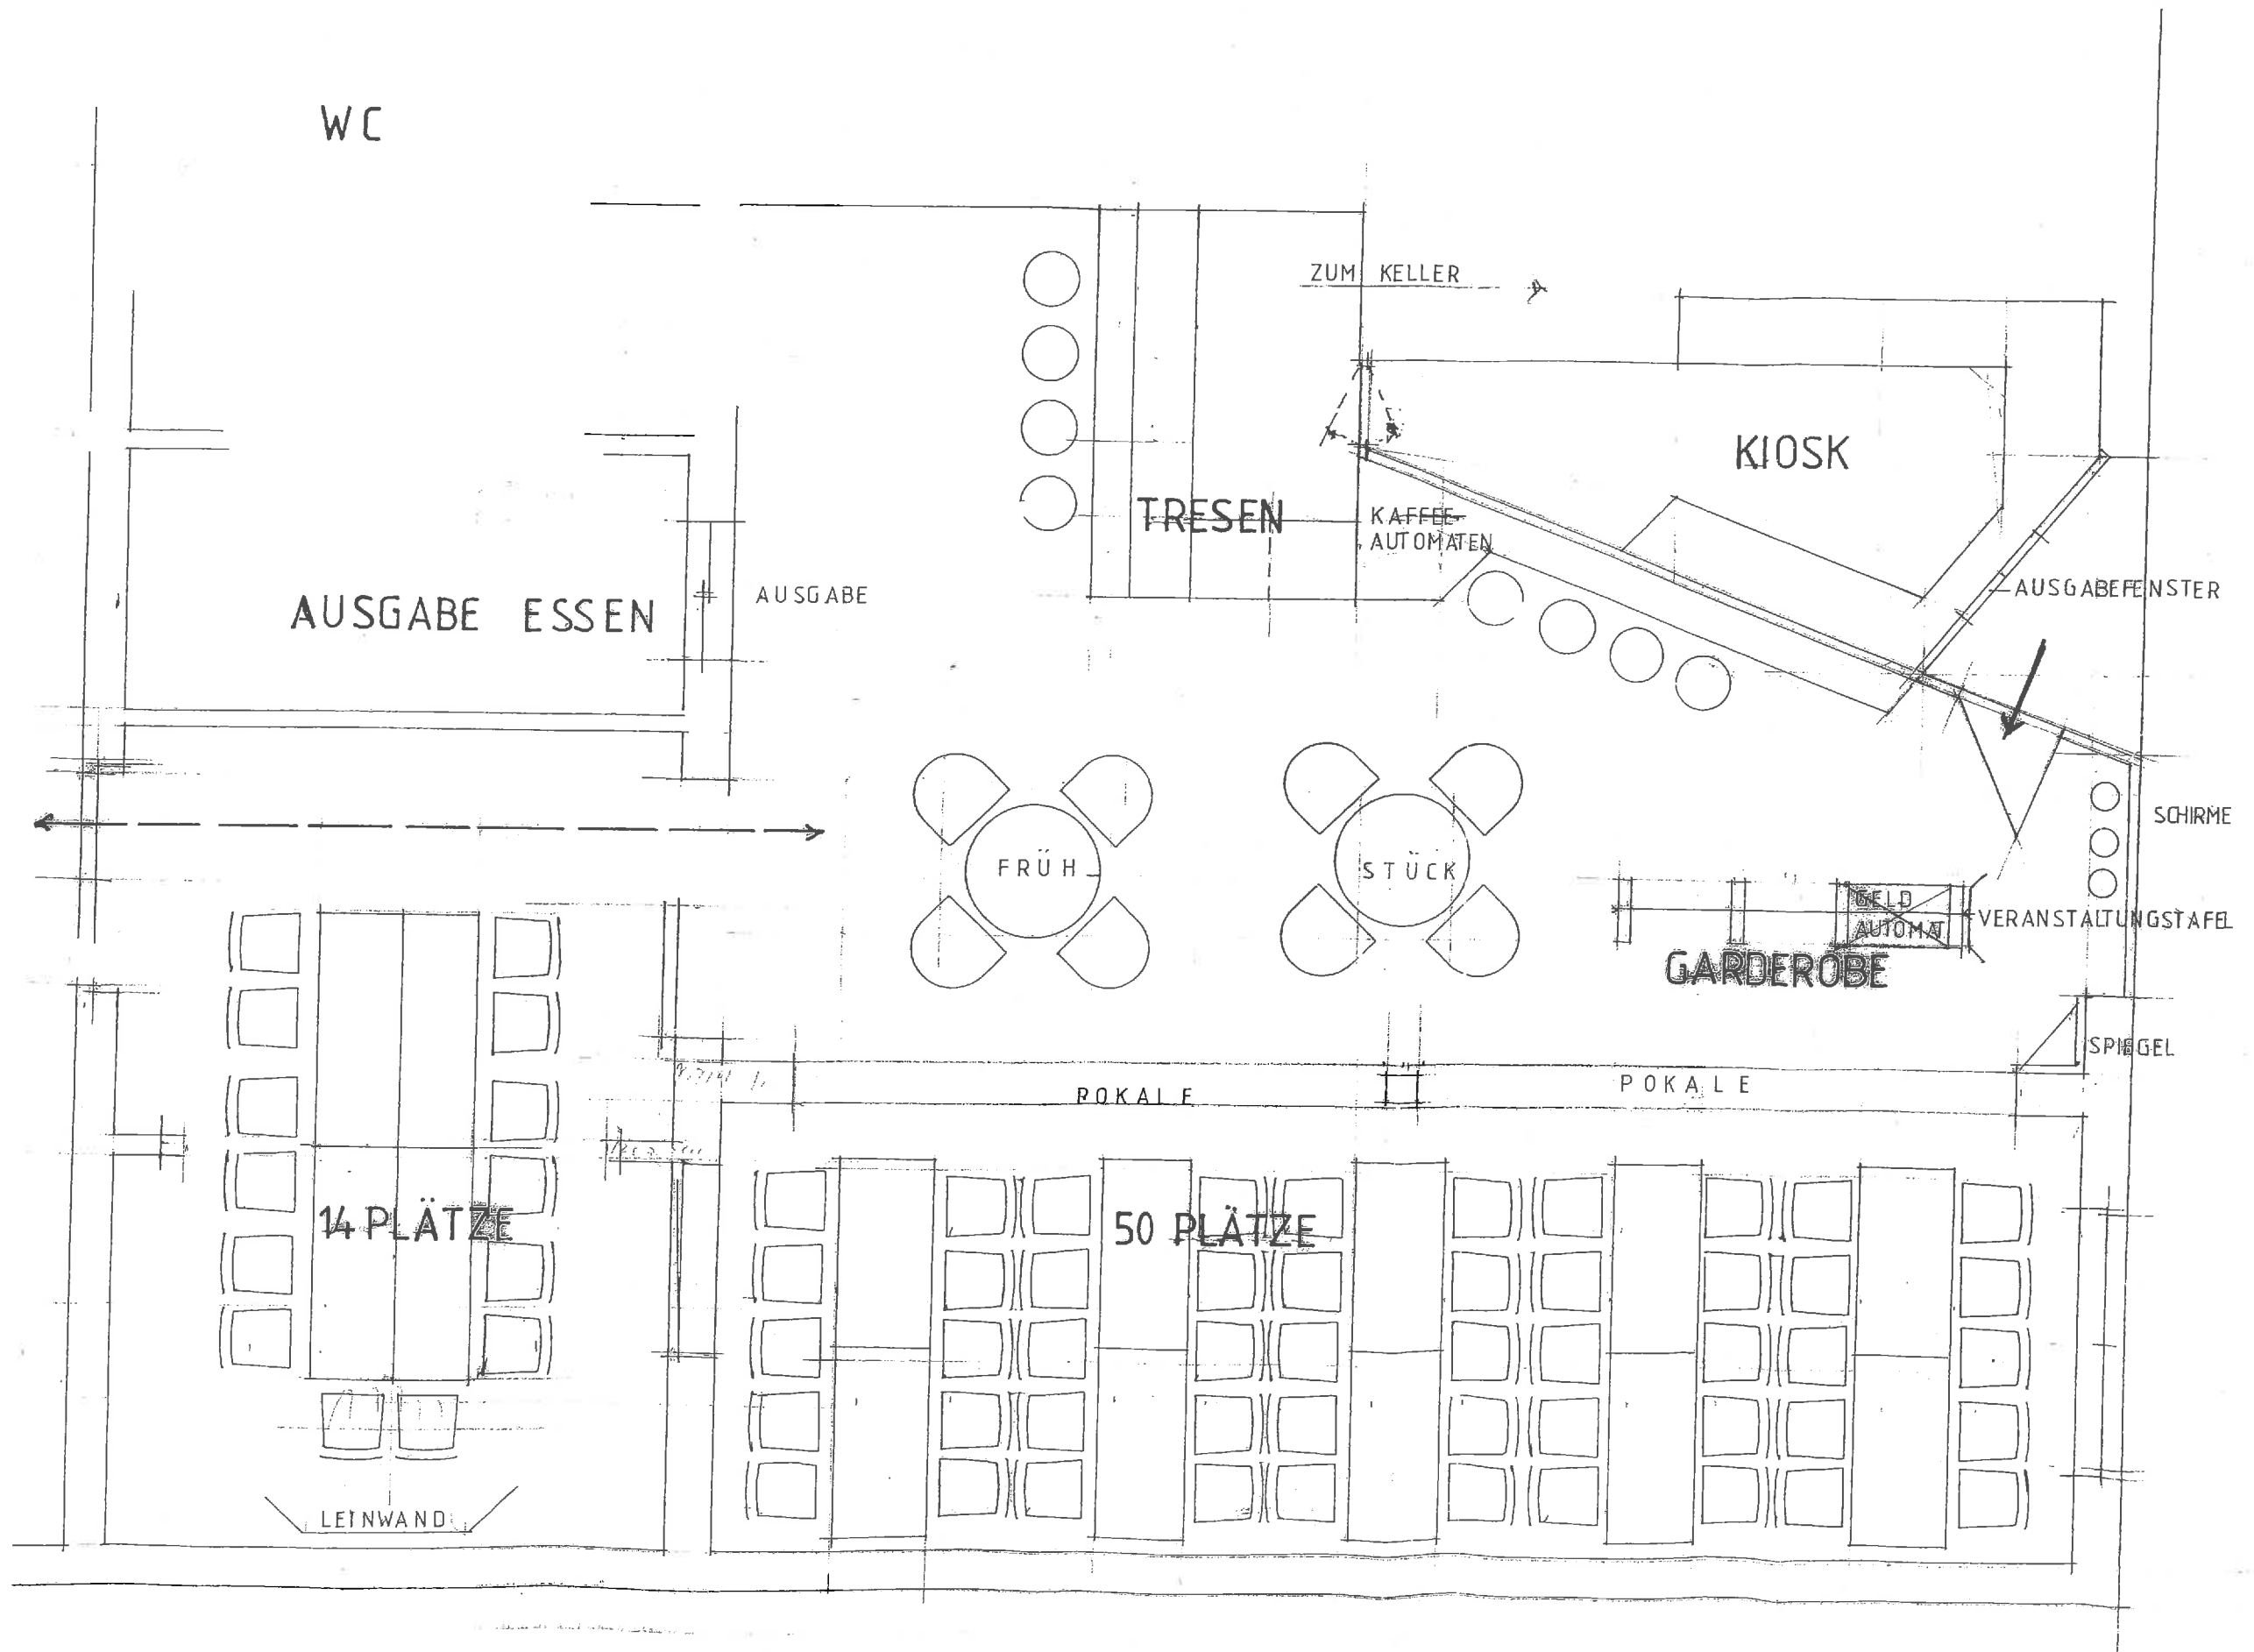 WC
ZUM KELLER
KIOSK
TRESEN
KAFFEE-
AUTOMATEN
AUSGABEFENSTER
AUSGABE ESSEN
AUSGABE
SCHIRME
FRÜH-
STÜCK
GELD
AUTOMAT
VERANSTALTUNGSTAFEL
GARDEROBE
SPIEGEL
POKALE
POKALE
14 PLÄTZE
50 PLÄTZE
LEINWAND